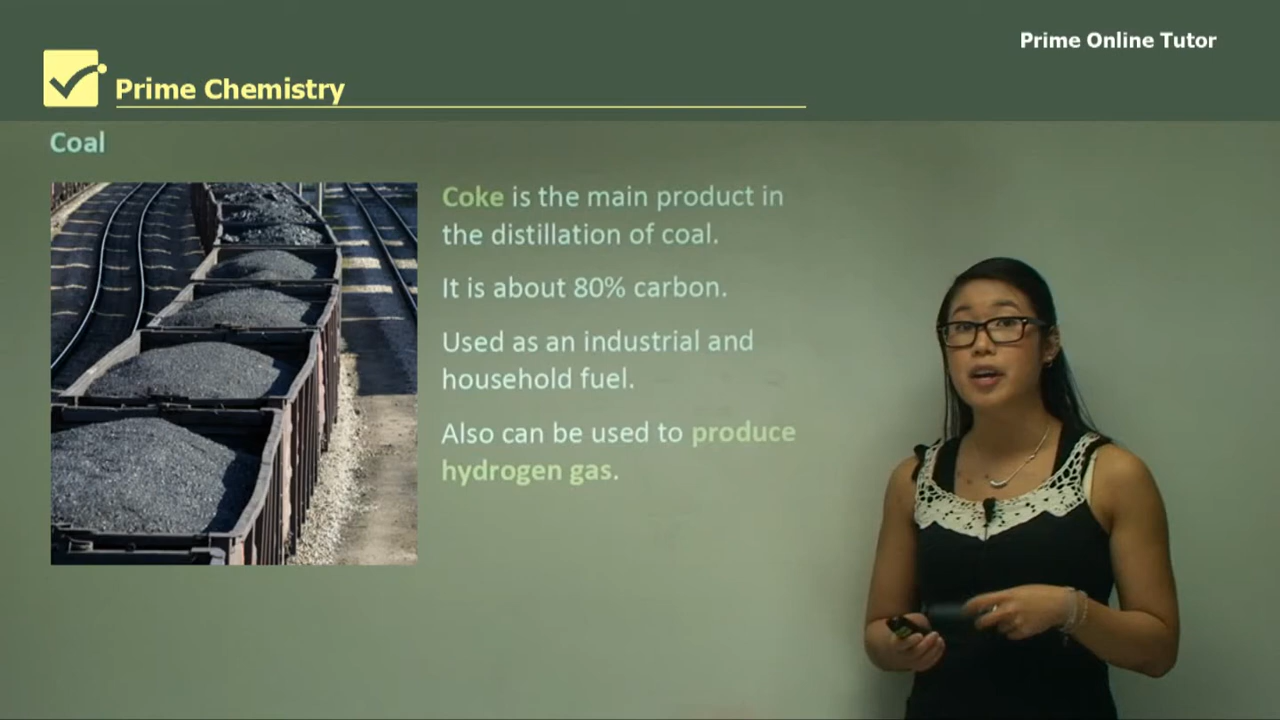 Prime Online Tutor
Prime Chemistry
Coal
Coke is the main product in
the distillation of coal.
It is about 80% carbon.
Used as an industrial and
household fuel.
Also can be used to produce
hydrogen gas.